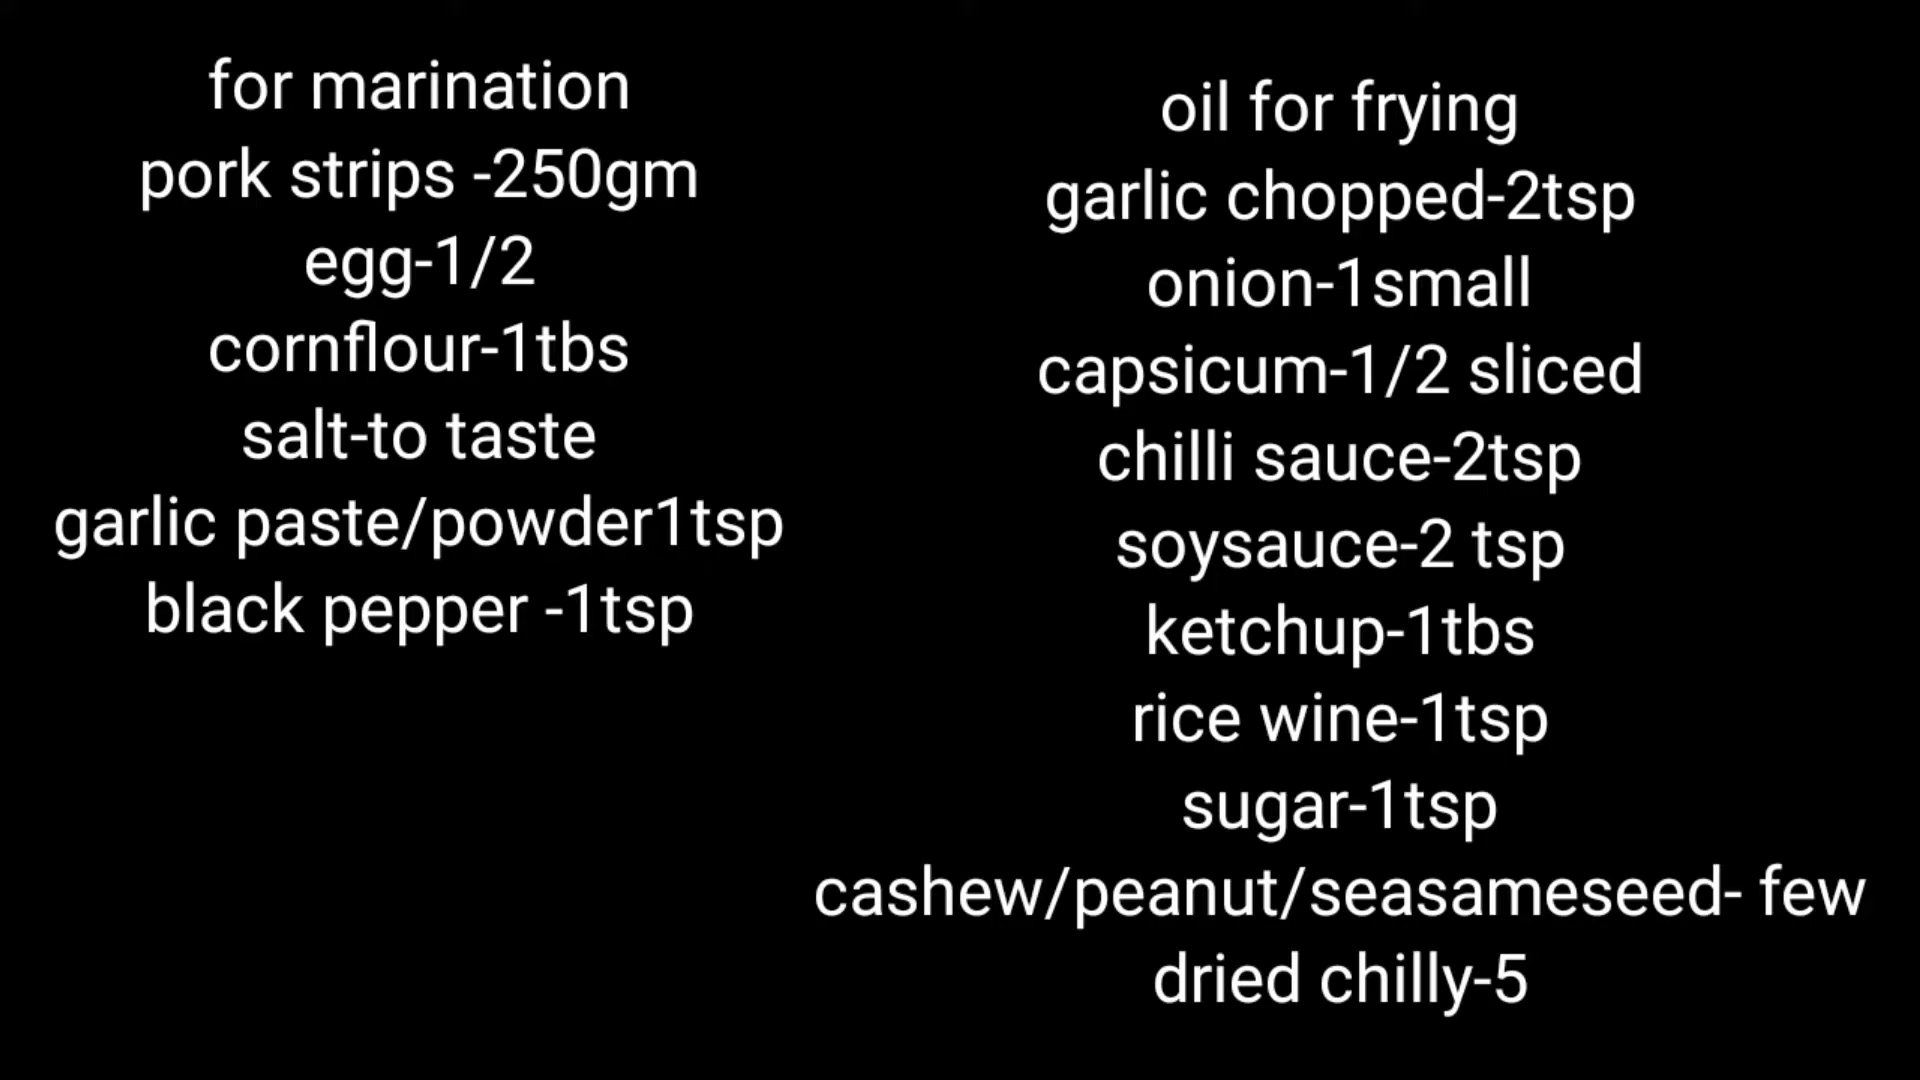 for marination
pork strips -250gm
egg-1/2
cornflour-1tbs
salt-to taste
garlic paste/powder1tsp
black pepper -1tsp
oil for frying
garlic chopped-2tsp
onion-1small
capsicum-1/2 sliced
chilli sauce-2tsp
soysauce-2 tsp
ketchup-1tbs
rice wine-1tsp
sugar-1tsp
cashew/peanut/seasameseed- few
dried chilly-5